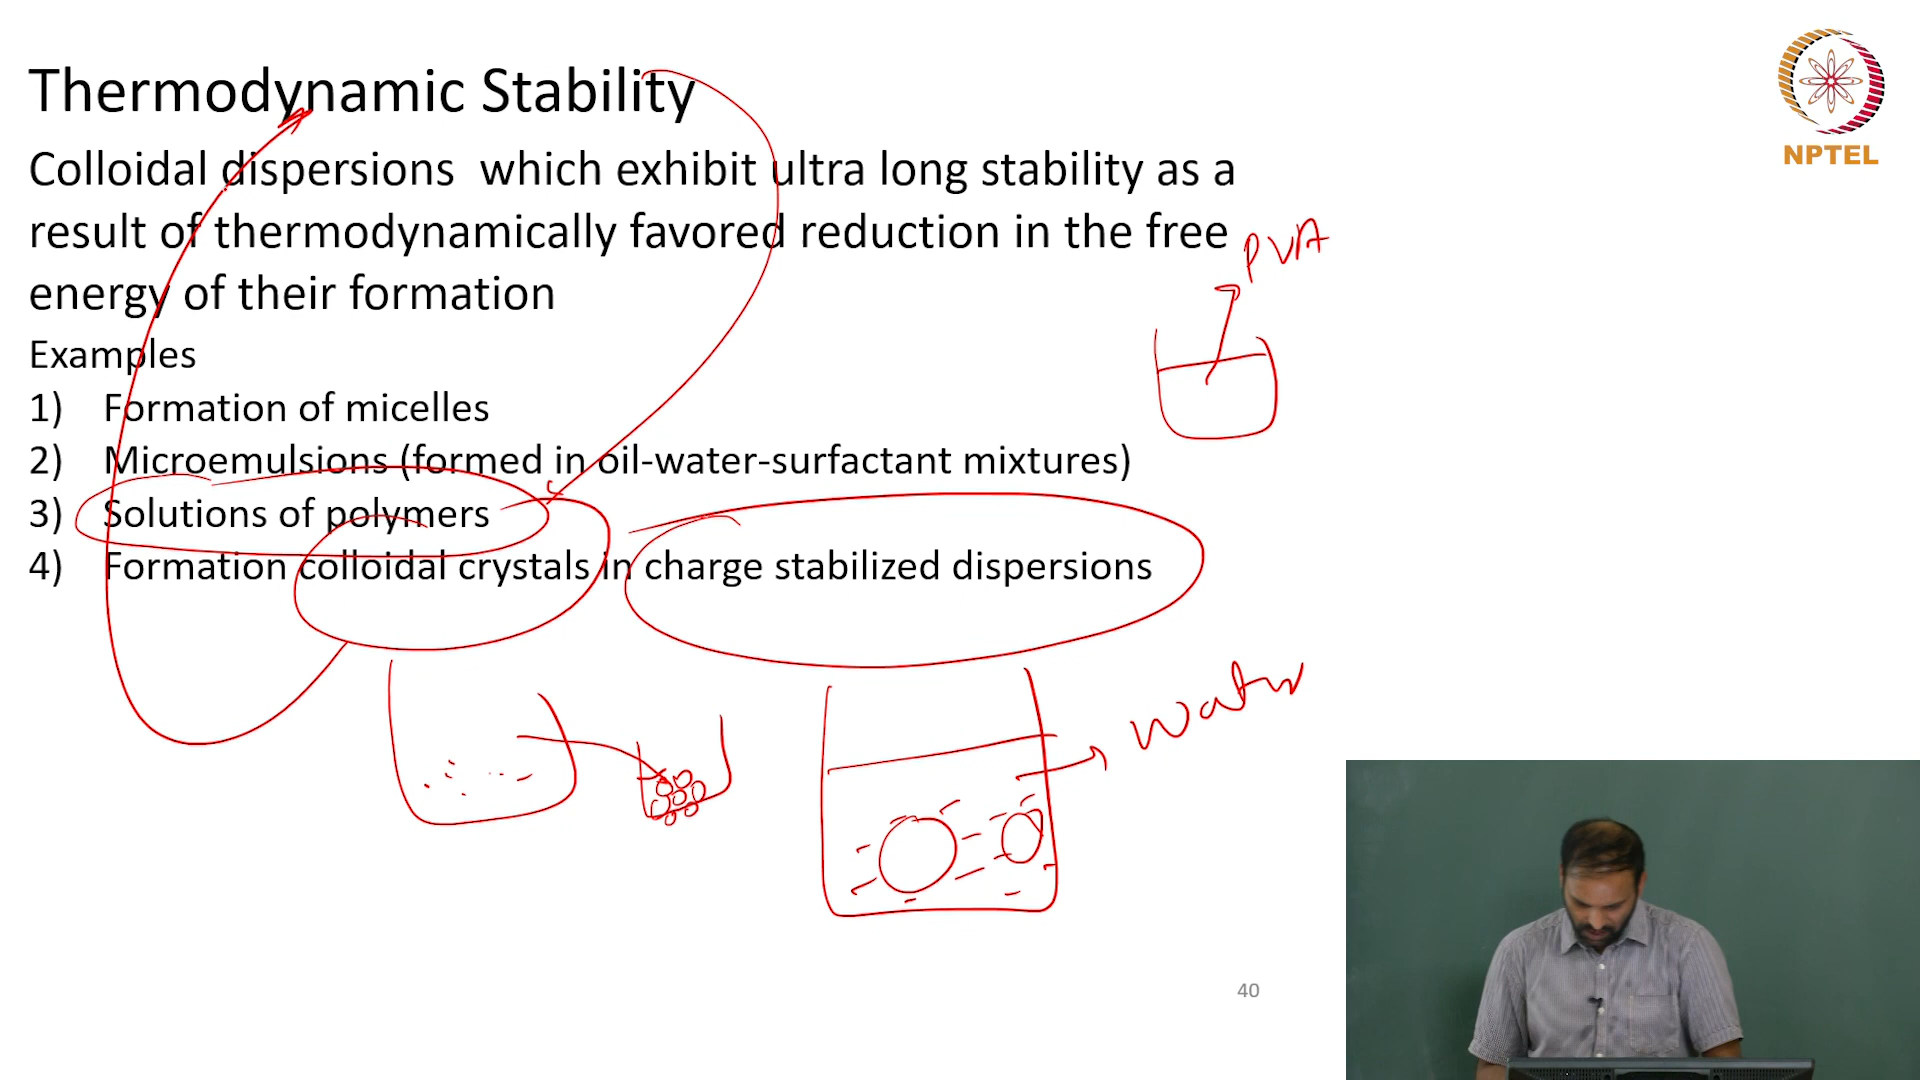 Thermodynamic Stability
NPTEL
Colloidal dispersions which exhibit ultra long stability as a
result of thermodynamically favored reduction in the free
energy of their formation
PVA
Examples
1) Formation of micelles
2) Microemulsions (formed in oil-water-surfactant mixtures)
3) Solutions of polymers
4) Formation colloidal crystals in charge stabilized dispersions
Water
40